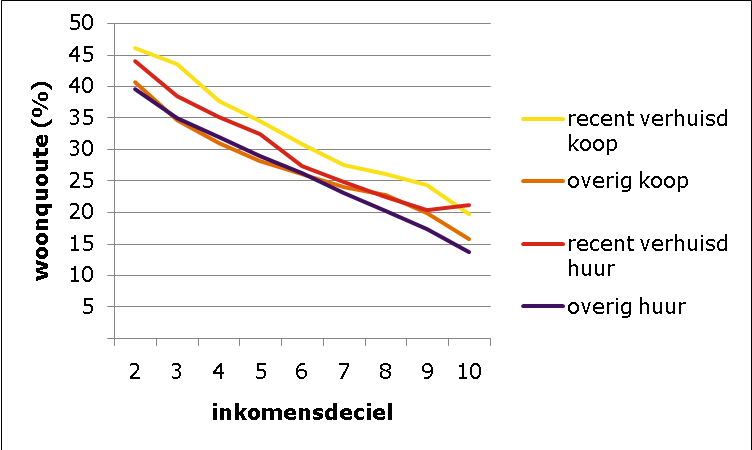 50
45
40
35
30
25
20
15
10
5
woonquoute (%)
2 3 4 5 6 7 8 9 10
inkomensdeciel
recent verhuisd
koop
overig koop
recent verhuisd
huur
overig huur